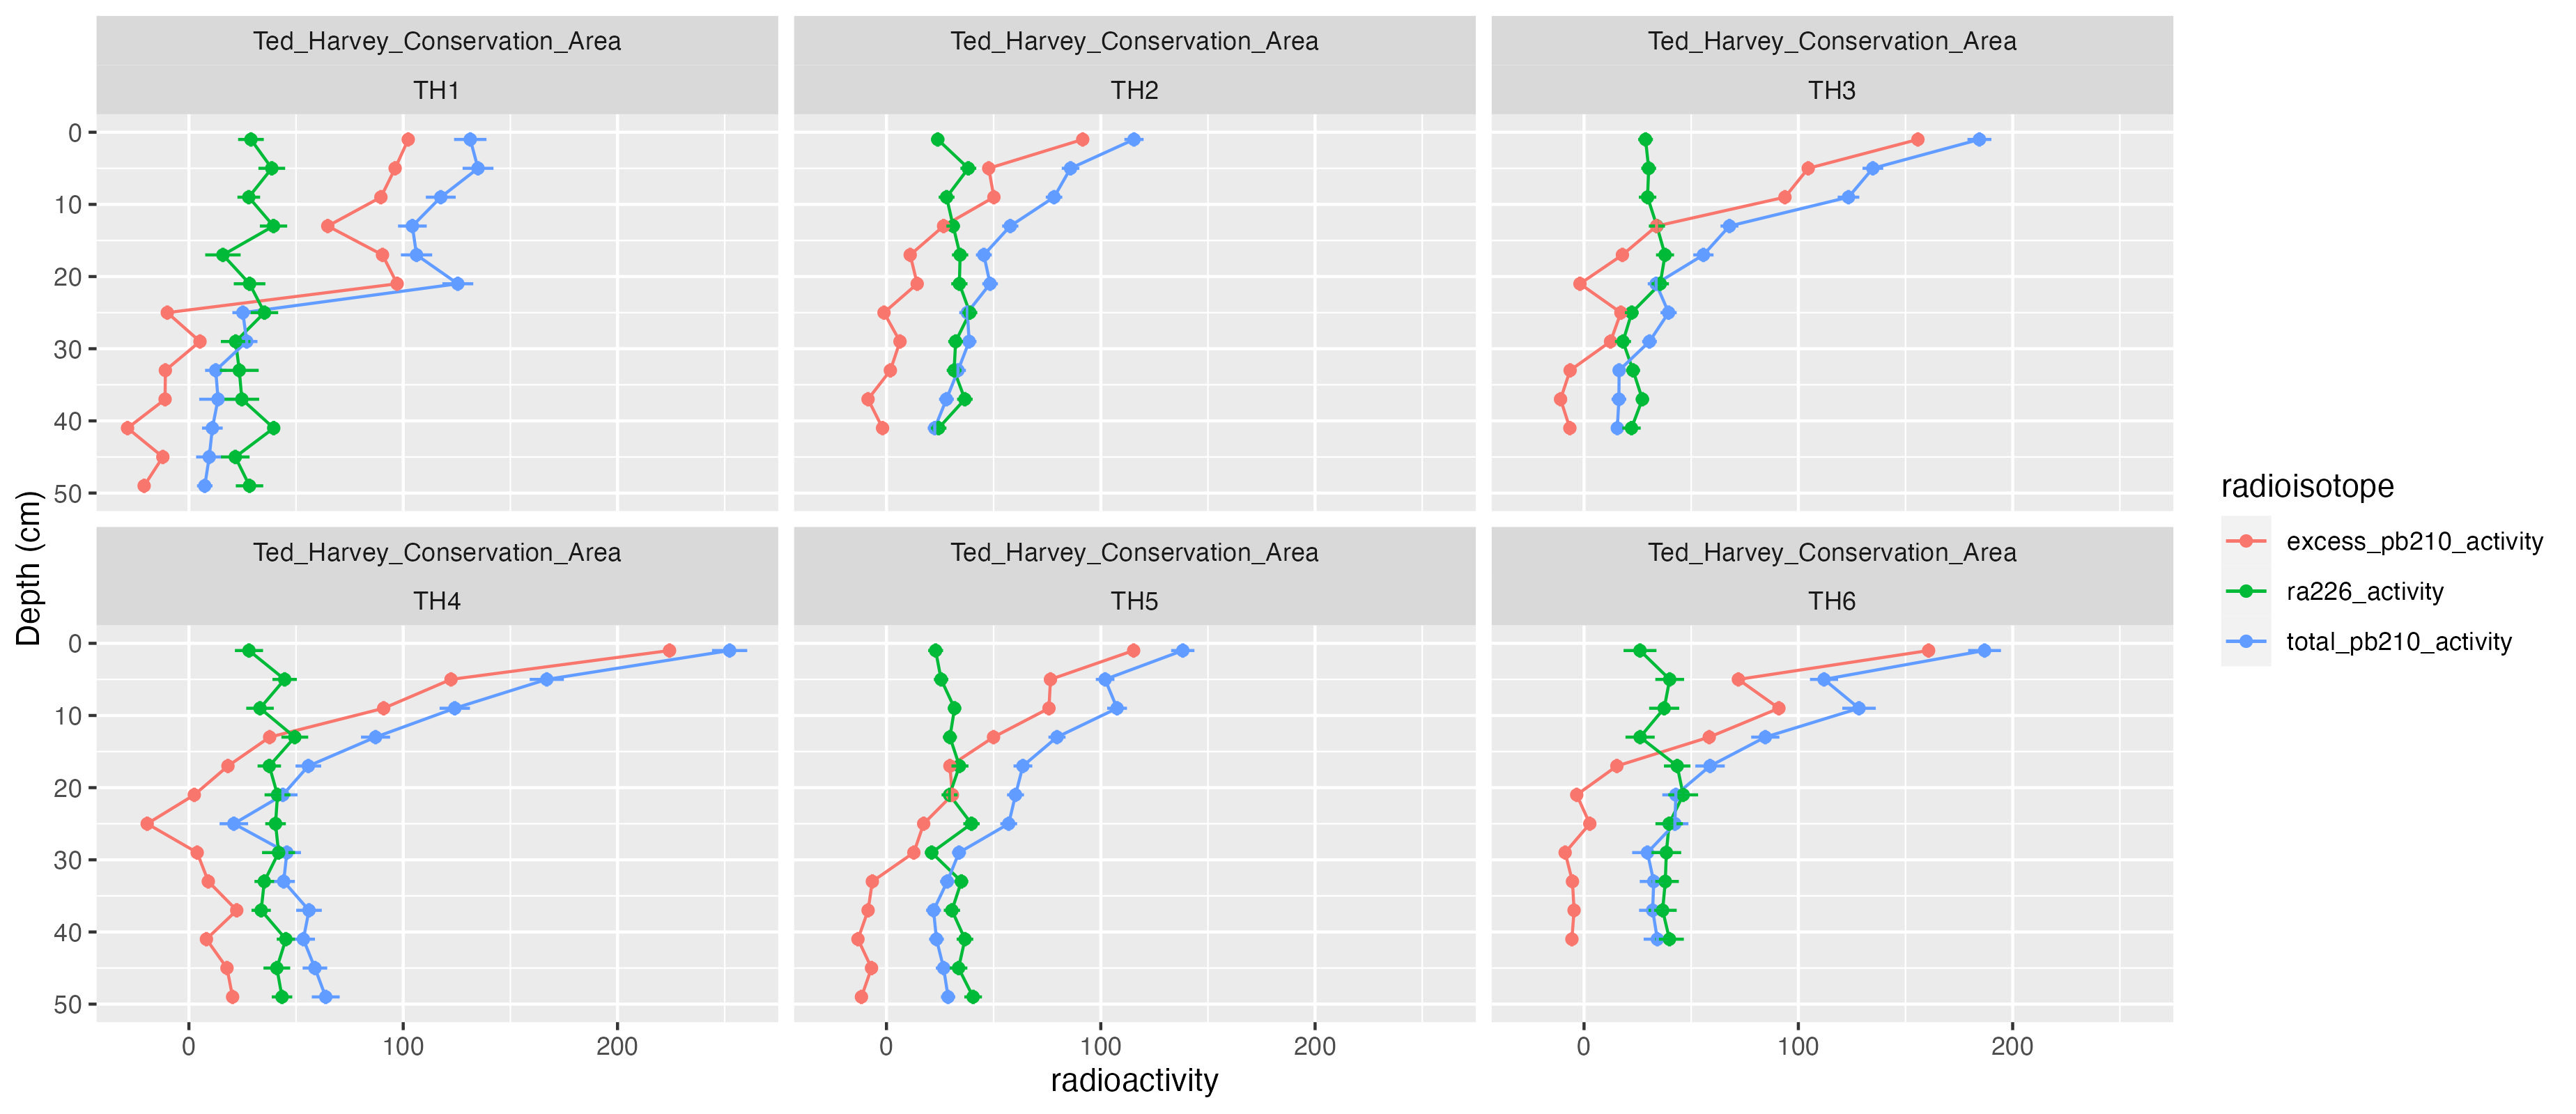 Ted_Harvey_Conservation_Area Ted_Harvey_Conservation_Area Ted_Harvey_Conservation_Area
TH1 TH2 TH3
0
10
20
30
40
50
Ted_Harvey_Conservation_Area Ted_Harvey_Conservation_Area Ted_Harvey_Conservation_Area
TH4 TH5 TH6
0
10
20
30
40
50
0 100 200 0 100 200 0 100 200
radioactivity
Depth (cm)
radioisotope
excess_pb210_activity
ra226_activity
total_pb210_activity